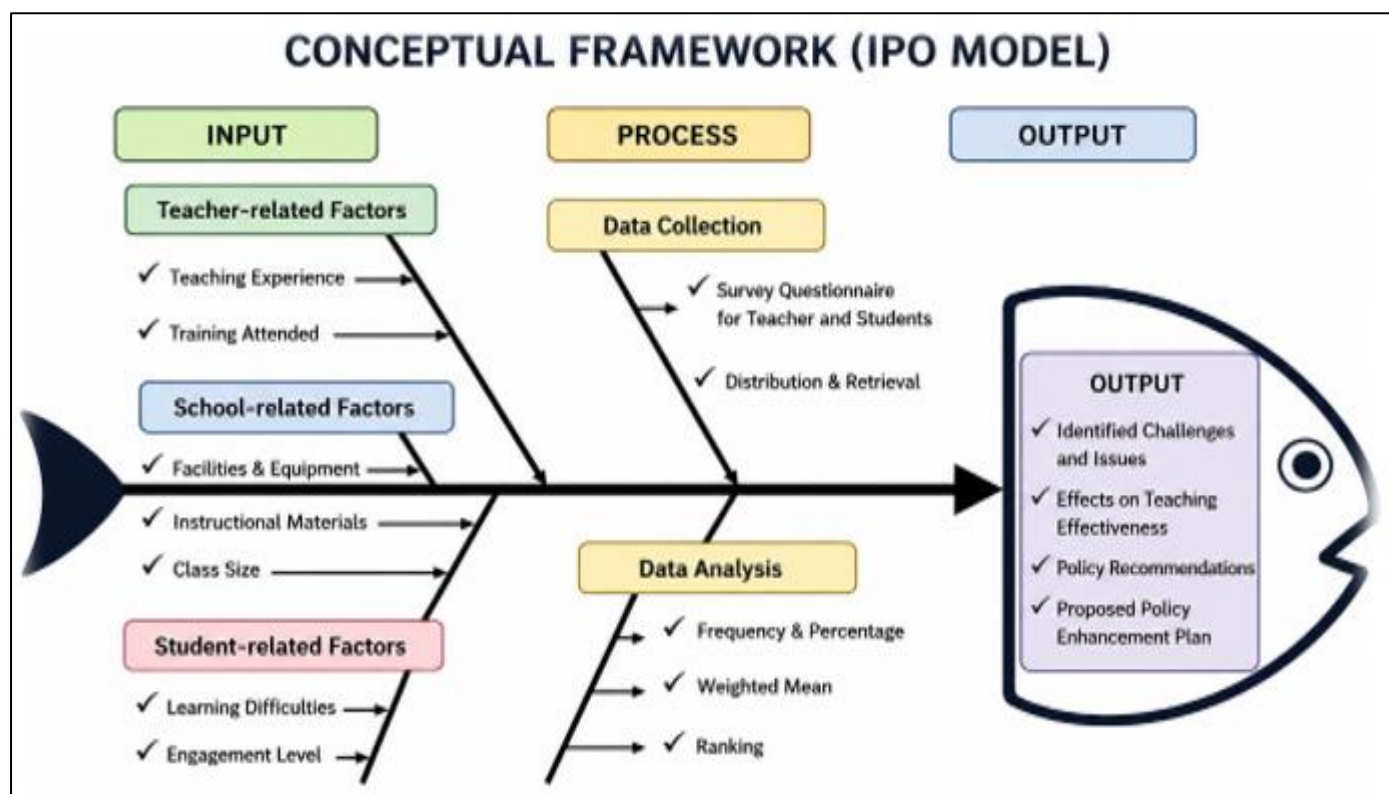 CONCEPTUAL FRAMEWORK (IPO MODEL)
INPUT
Teacher-related Factors
✓ Teaching Experience
✓ Training Attended
School-related Factors
✓ Facilities & Equipment
✓ Instructional Materials
✓ Class Size
Student-related Factors
✓ Learning Difficulties
✓ Engagement Level
PROCESS
Data Collection
✓ Survey Questionnaire
for Teacher and Students
✓ Distribution & Retrieval
Data Analysis
✓ Frequency & Percentage
✓ Weighted Mean
✓ Ranking
OUTPUT
OUTPUT
✓ Identified Challenges
and Issues
✓ Effects on Teaching
Effectiveness
✓ Policy Recommendations
✓ Proposed Policy
Enhancement Plan